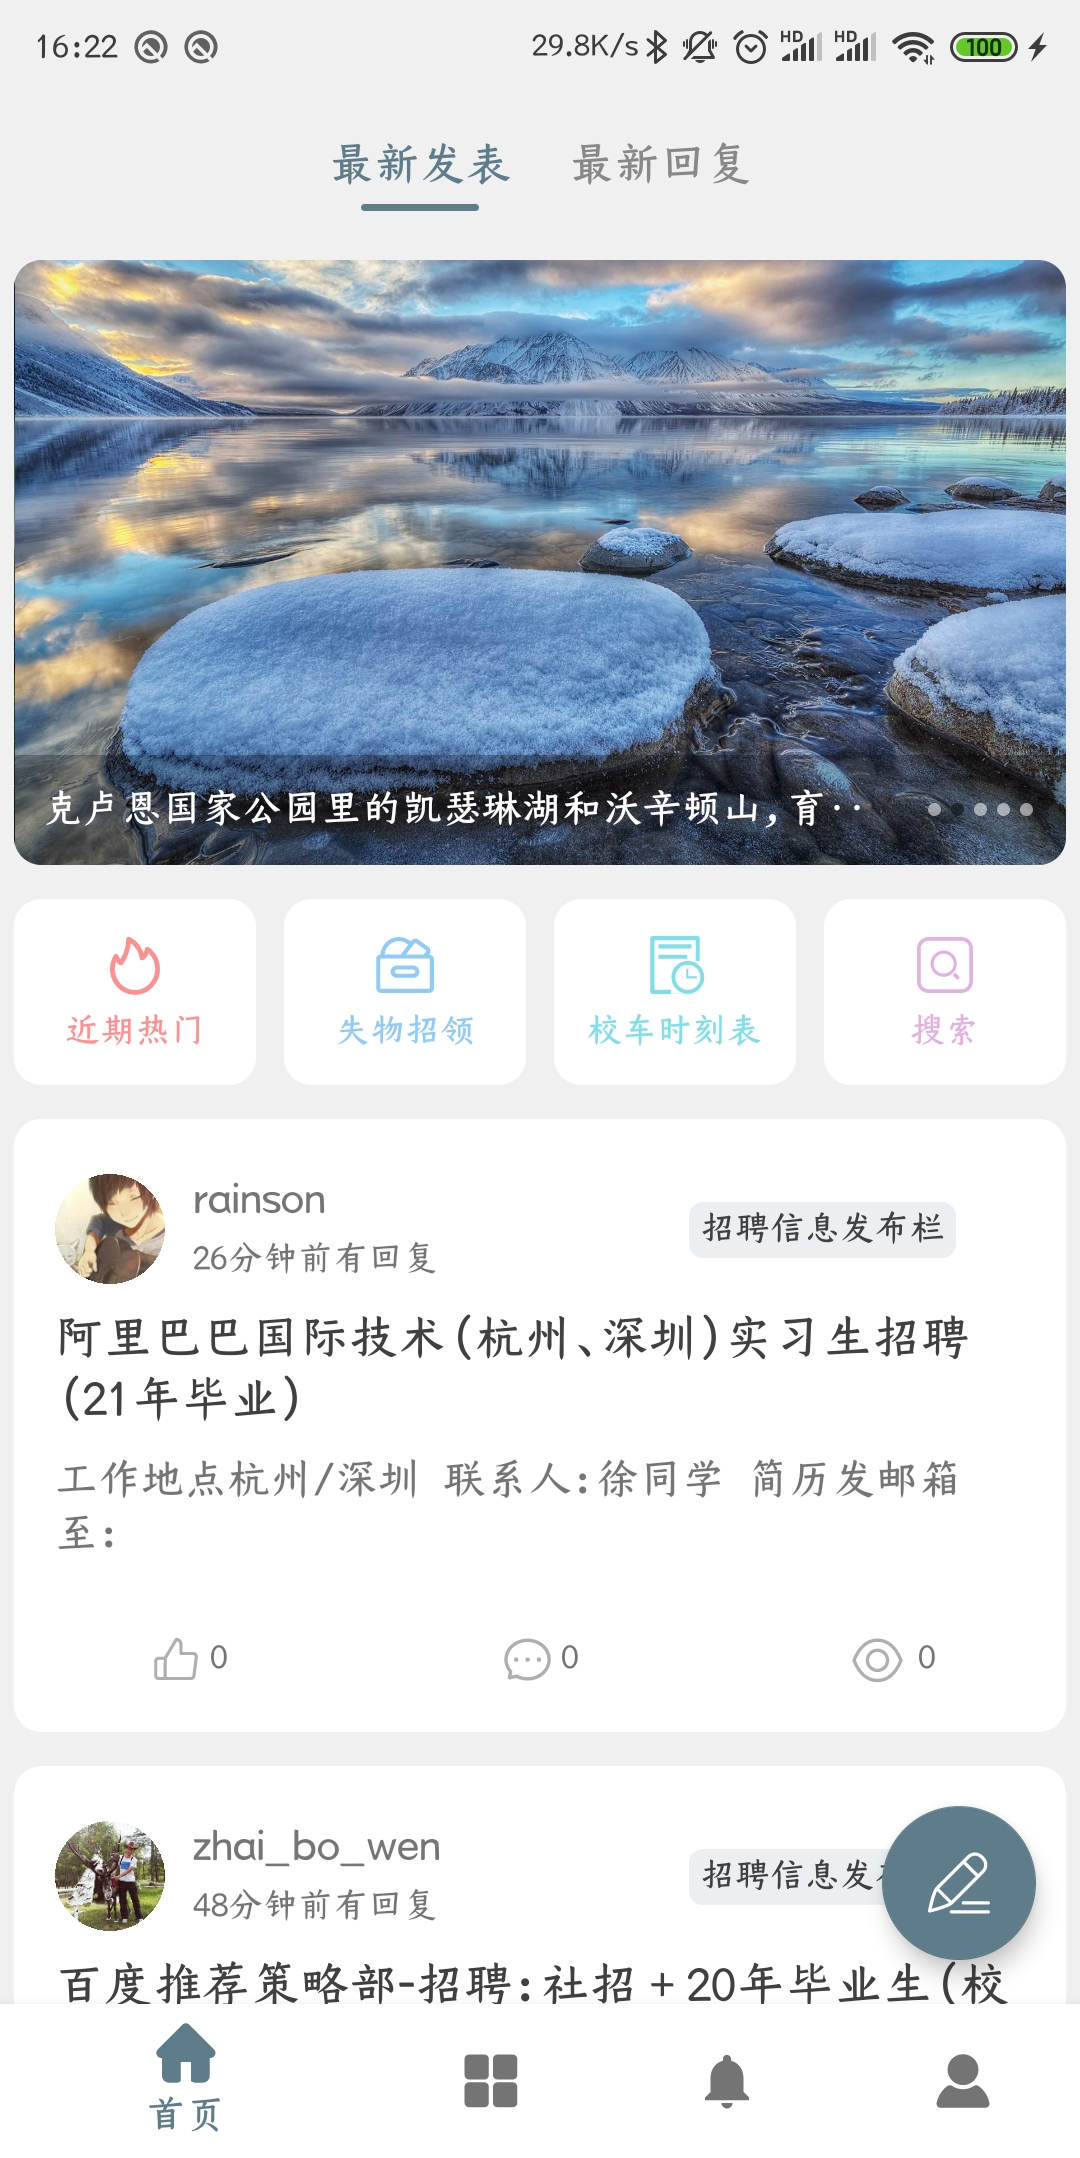 16:22
29.8K/s
HD
HD
100
最新发表
最新回复
克卢恩国家公园里的凯瑟琳湖和沃辛顿山，育··
近期热门
失物招领
校车时刻表
搜索
rainson
26分钟前有回复
招聘信息发布栏
阿里巴巴国际技术(杭州、深圳)实习生招聘
(21年毕业)
工作地点杭州/深圳 联系人:徐同学 简历发邮箱
至:
0
0
0
zhai_bo_wen
48分钟前有回复
招聘信息发
百度推荐策略部-招聘:社招+20年毕业生(校
首页